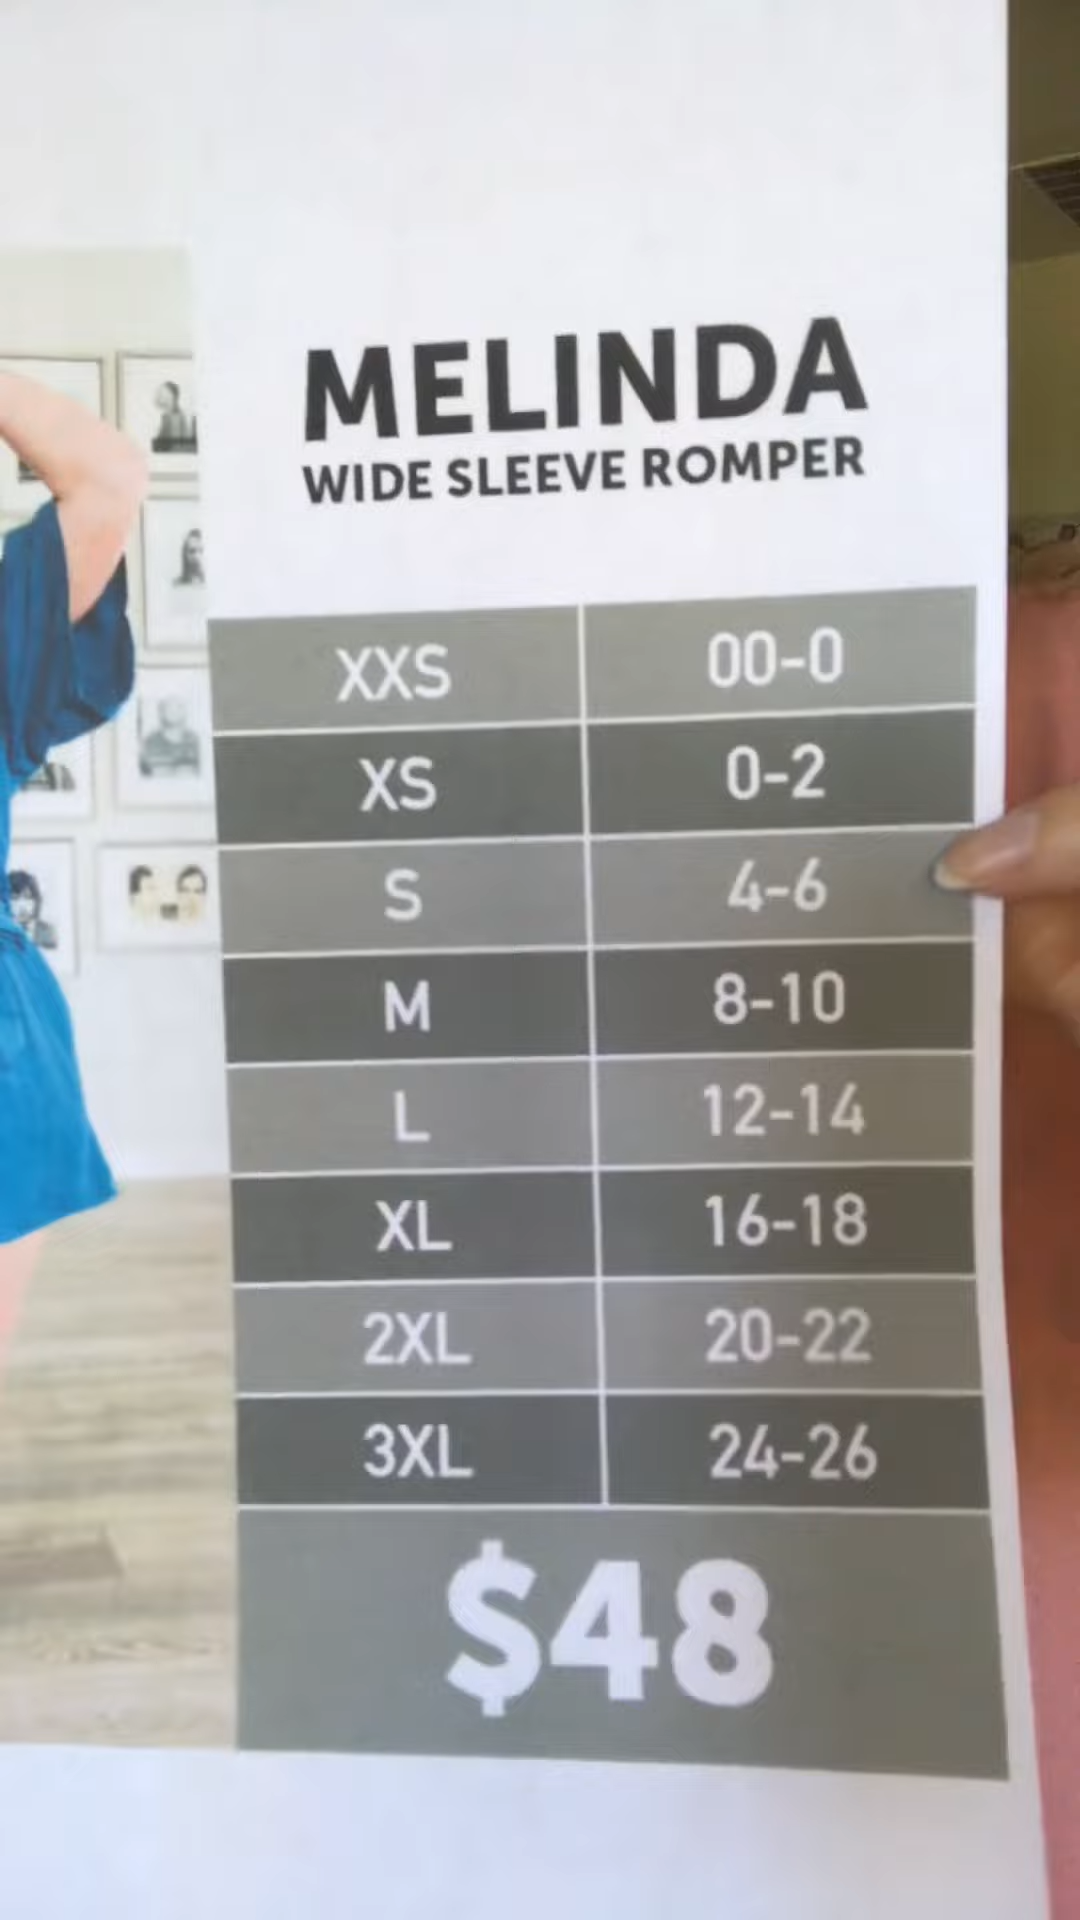 MELINDA
WIDE SLEEVE ROMPER
XXS 00-0
XS 0-2
S 4-6
M 8-10
L 12-14
XL 16-18
2XL 20-22
3XL 24-26
$48